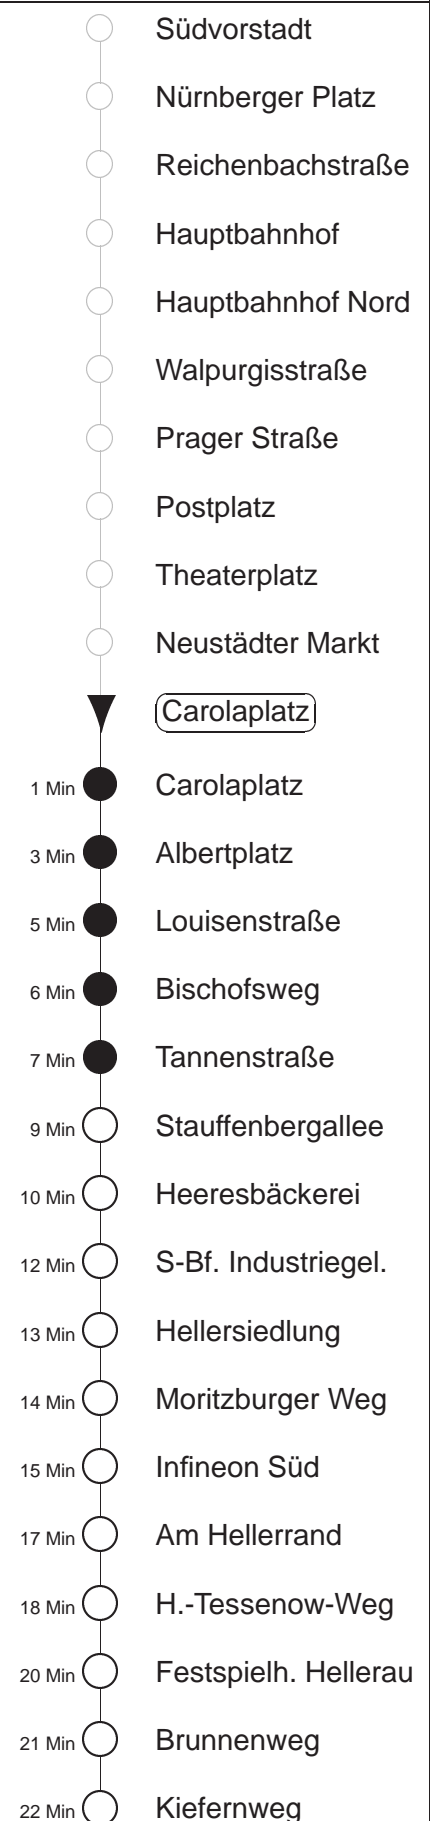 Südvorstadt
Nürnberger Platz
Reichenbachstraße
Hauptbahnhof
Hauptbahnhof Nord
Walpurgisstraße
Prager Straße
Postplatz
Theaterplatz
Neustädter Markt
Carolaplatz
1 Min Carolaplatz
3 Min Albertplatz
5 Min Louisenstraße
6 Min Bischofsweg
7 Min Tannenstraße
9 Min Stauffenbergallee
10 Min Heeresbäckerei
12 Min S-Bf. Industriegel.
13 Min Hellersiedlung
14 Min Moritzburger Weg
15 Min Infineon Süd
17 Min Am Hellerrand
18 Min H.-Tessenow-Weg
20 Min Festspielh. Hellerau
21 Min Brunnenweg
22 Min Kiefernweg